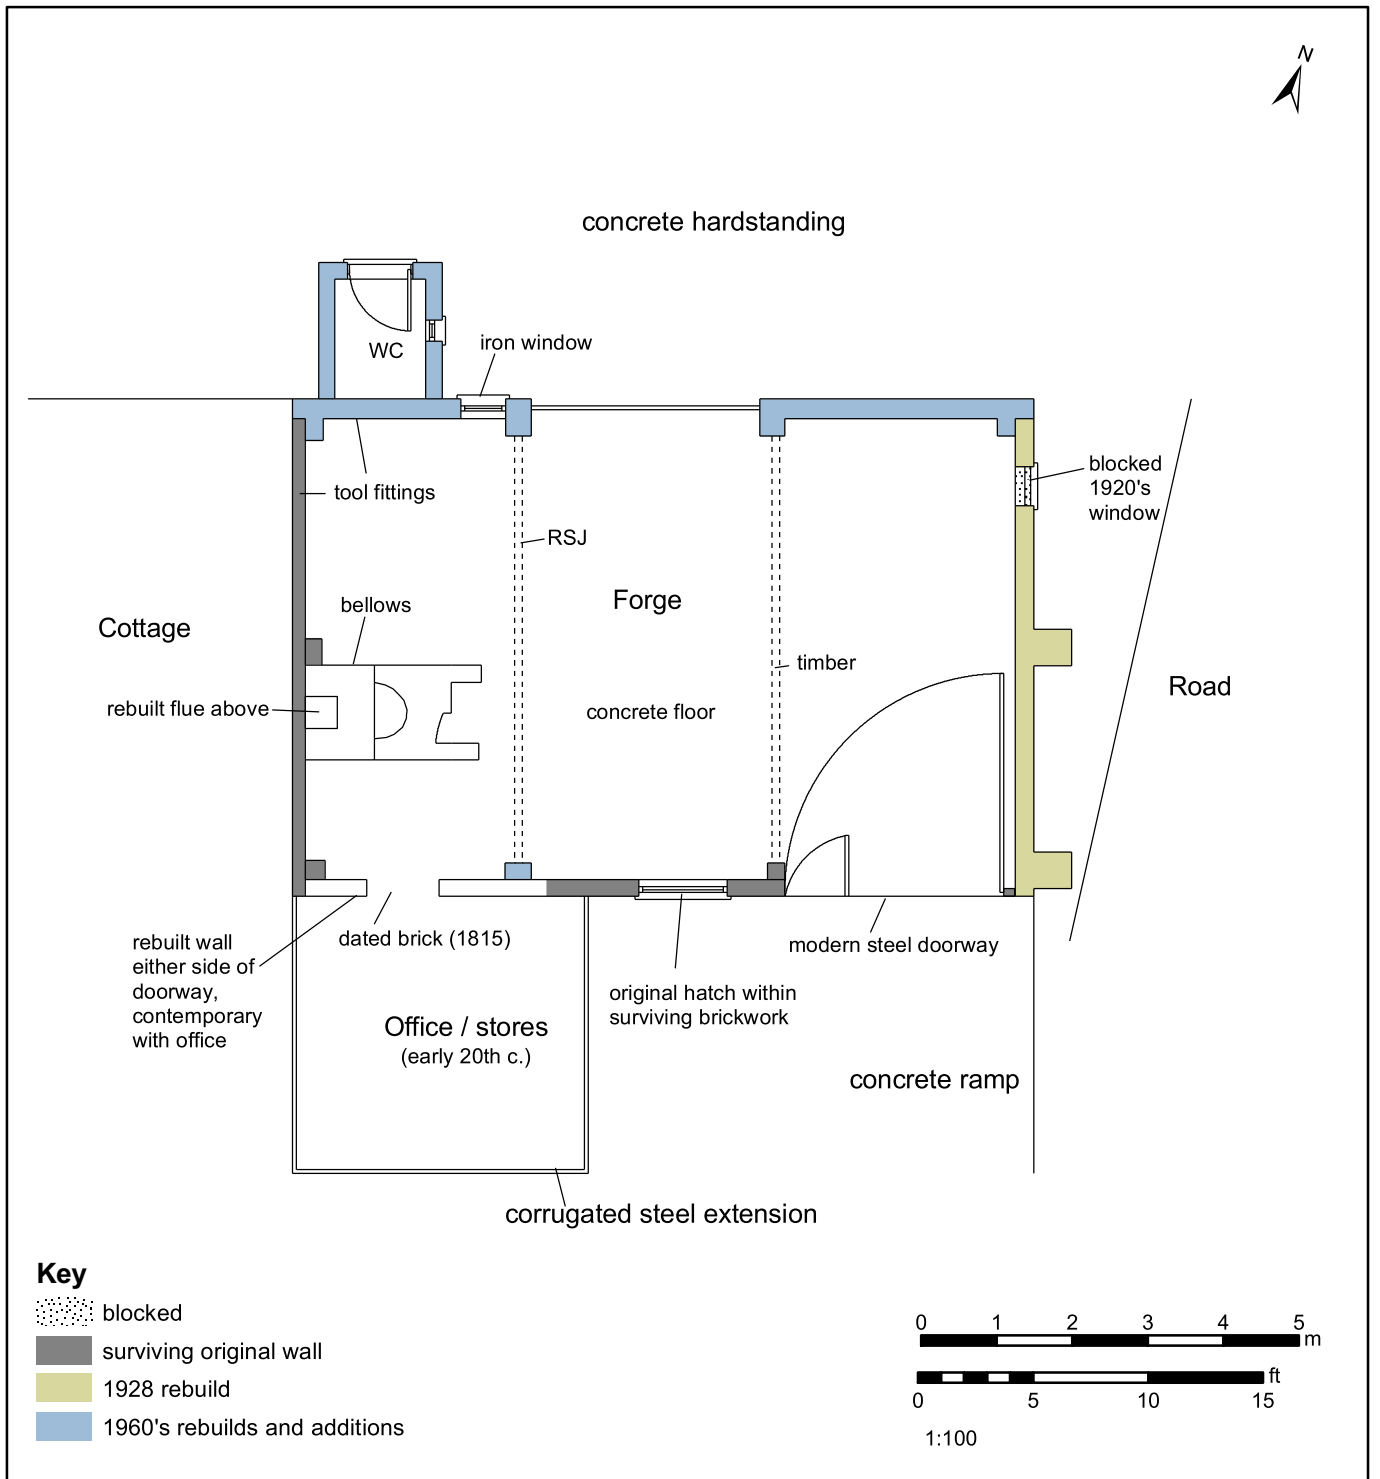 N
concrete hardstanding
WC
iron window
blocked
1920's
window
tool fittings
RSJ
Forge
bellows
Cottage
timber
Road
rebuilt flue above
concrete floor
rebuilt wall
either side of
doorway,
contemporary
with office
dated brick (1815)
modern steel doorway
original hatch within
surviving brickwork
Office / stores
(early 20th c.)
concrete ramp
corrugated steel extension
Key
blocked
surviving original wall
1928 rebuild
1960's rebuilds and additions
0 1 2 3 4 5
m
ft
0 5 10 15
1:100